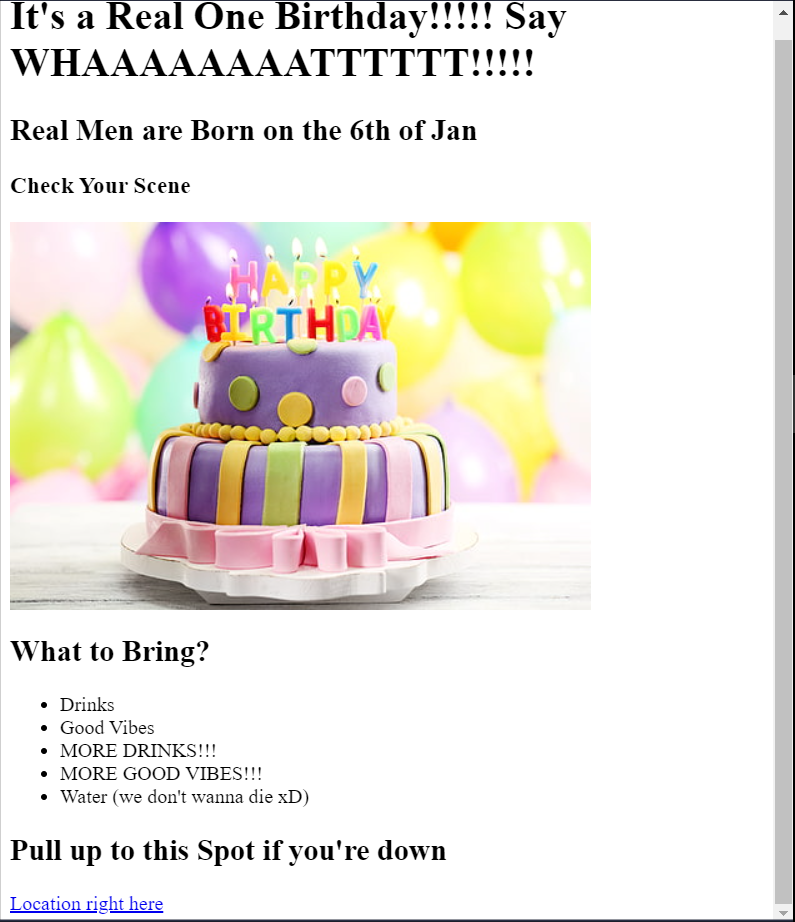 It's a Real One Birthday!!!!! Say
WHAAAAAAAATTTTTT!!!!!
Real Men are Born on the 6th of Jan
Check Your Scene
HAPPY
BIRTHDAY
What to Bring?
Drinks
Good Vibes
MORE DRINKS!!!
MORE GOOD VIBES!!!
Water (we don't wanna die xD)
Pull up to this Spot if you're down
Location right here